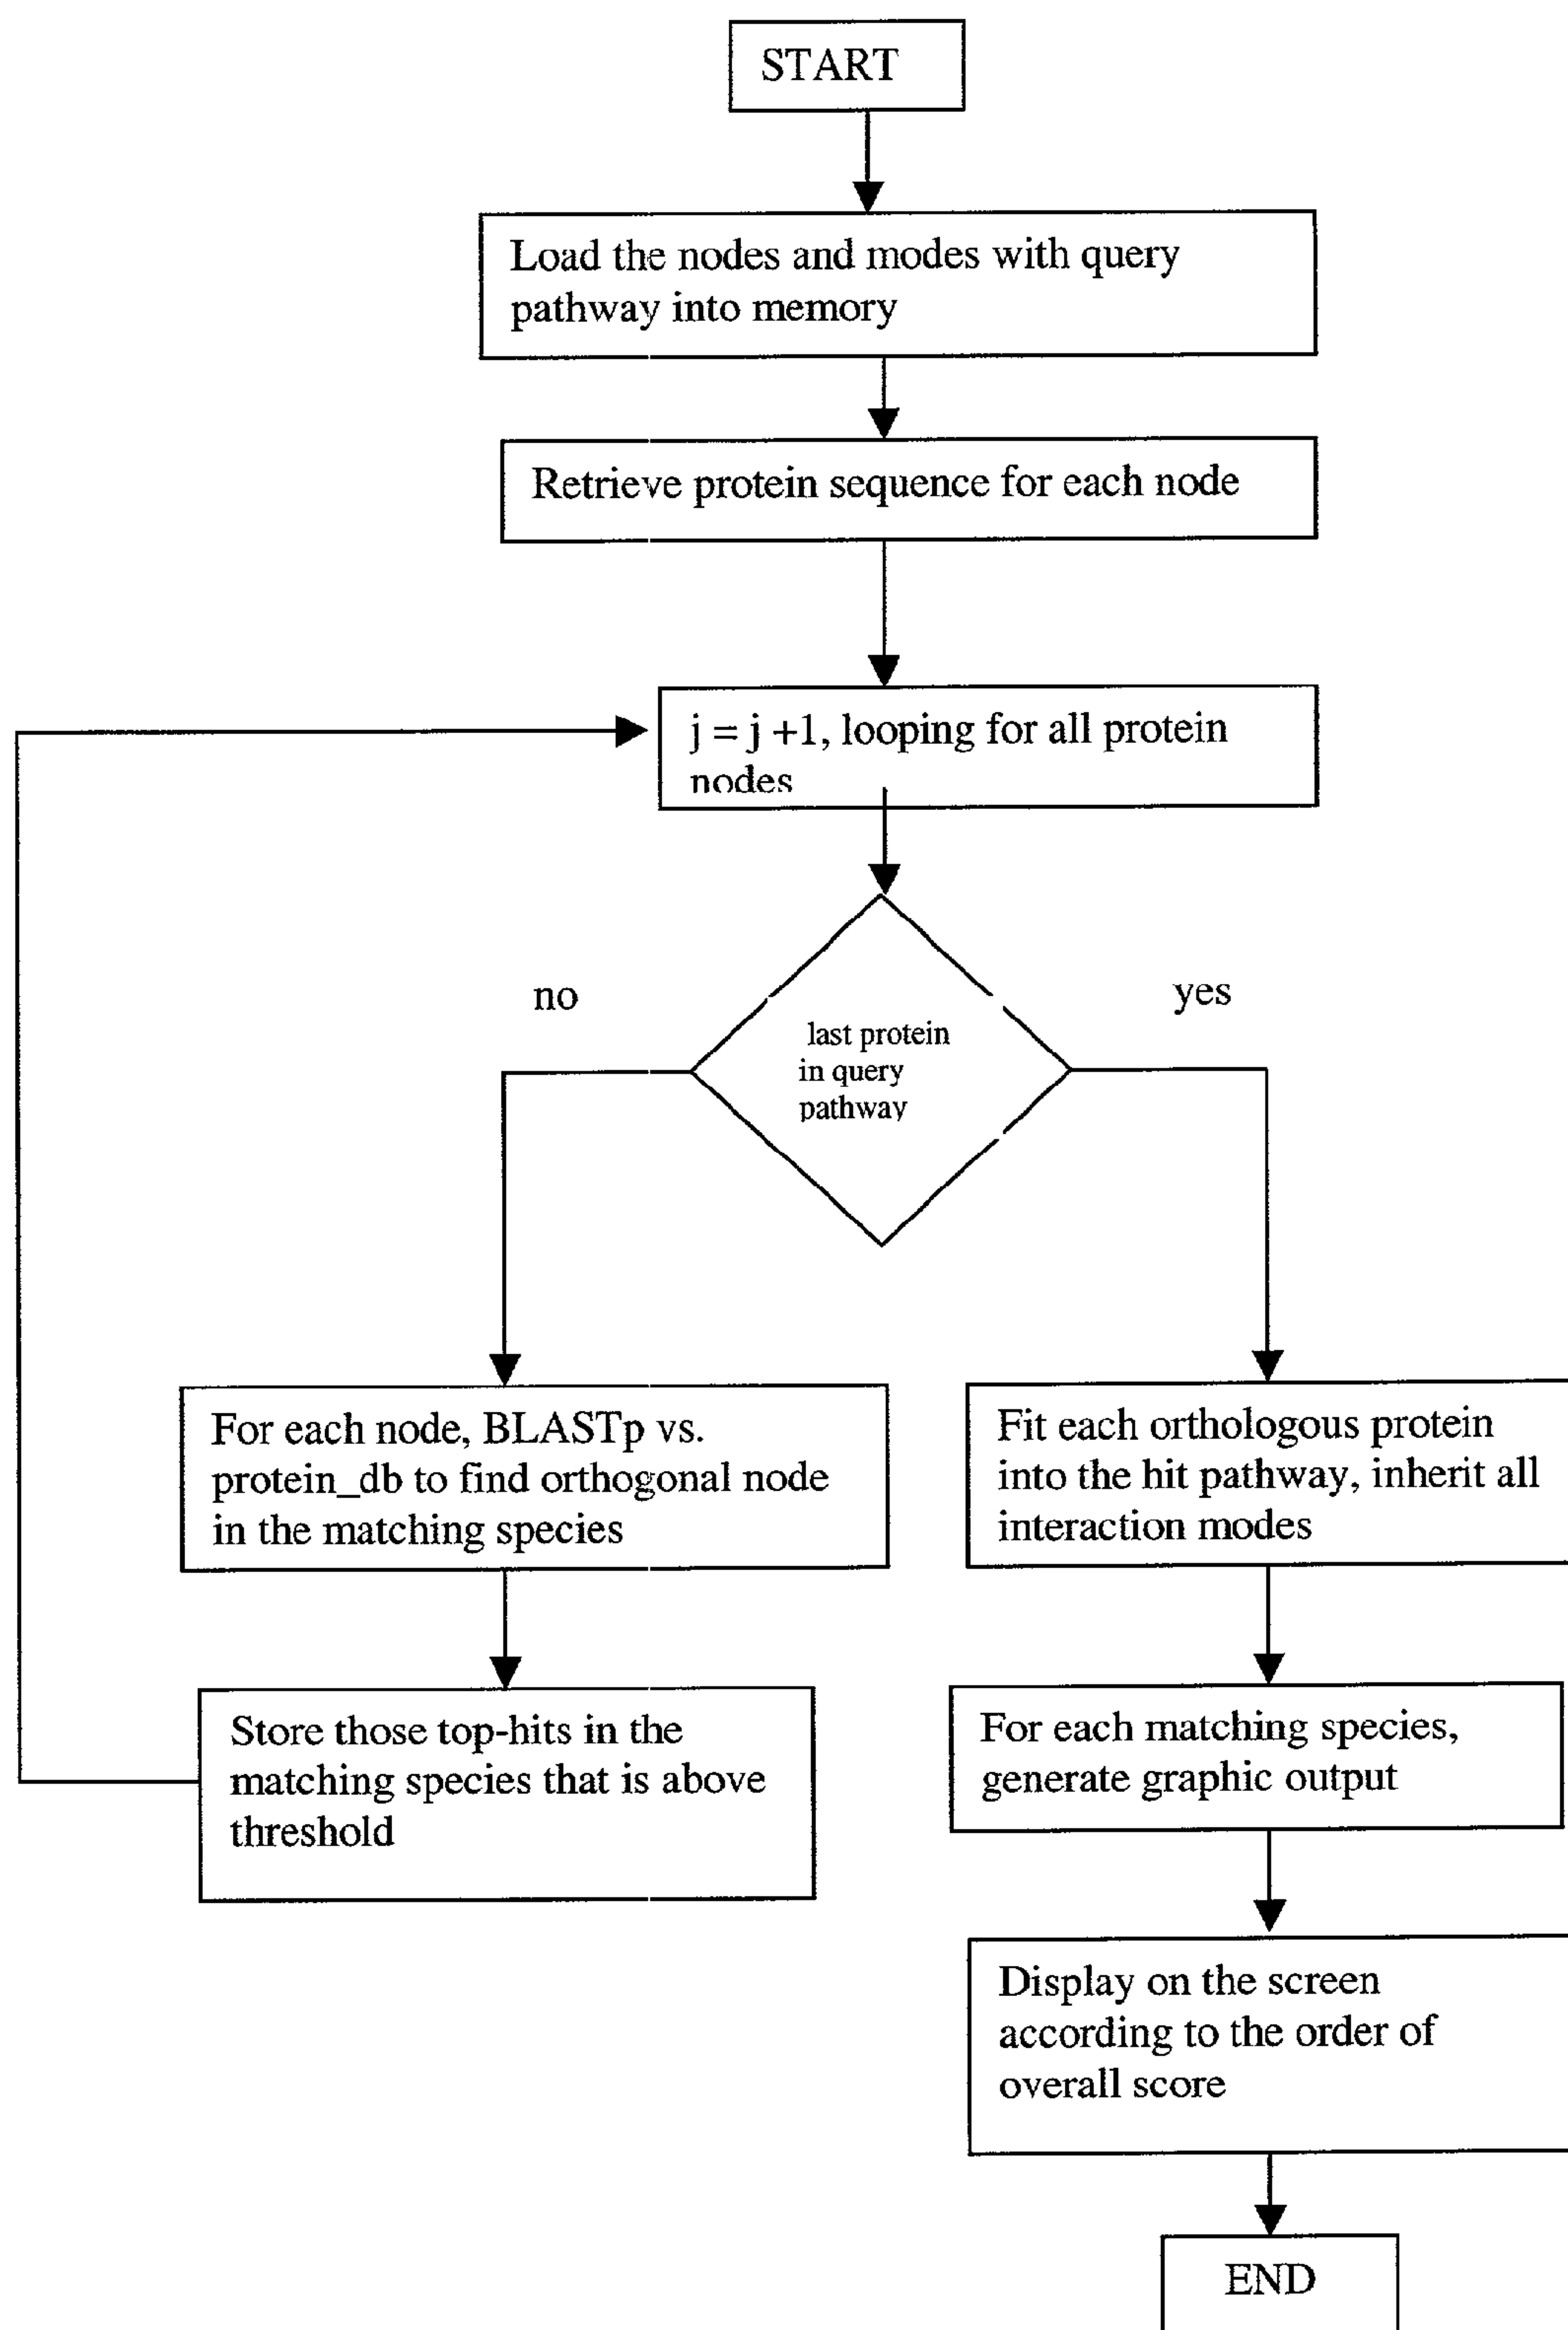 START
Load the nodes and modes with query
pathway into memory
Retrieve protein sequence for each node
j = j +1, looping for all protein
nodes
no
yes
last protein
in query
pathway
For each node, BLASTp vs.
protein_db to find orthogonal node
in the matching species
Fit each orthologous protein
into the hit pathway, inherit all
interaction modes
Store those top-hits in the
matching species that is above
threshold
For each matching species,
generate graphic output
Display on the screen
according to the order of
overall score
END